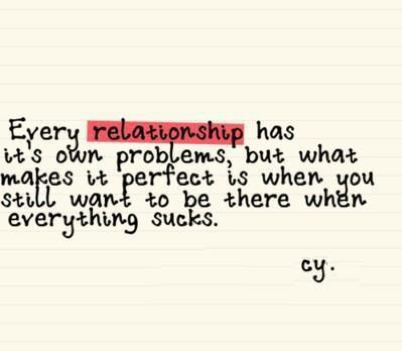 Every relationship has
it's own problems, but what
makes it perfect is when you
still want to be there when
everything sucks.
cy.